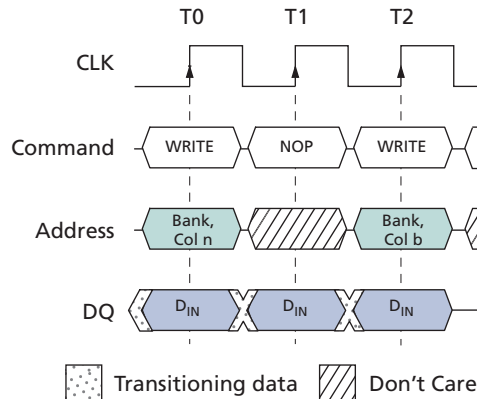 T0 T1 T2
CLK
Command WRITE NOP WRITE
Address Bank, Col n Bank, Col b
DQ DIN DIN DIN
Transitioning data Don't Care